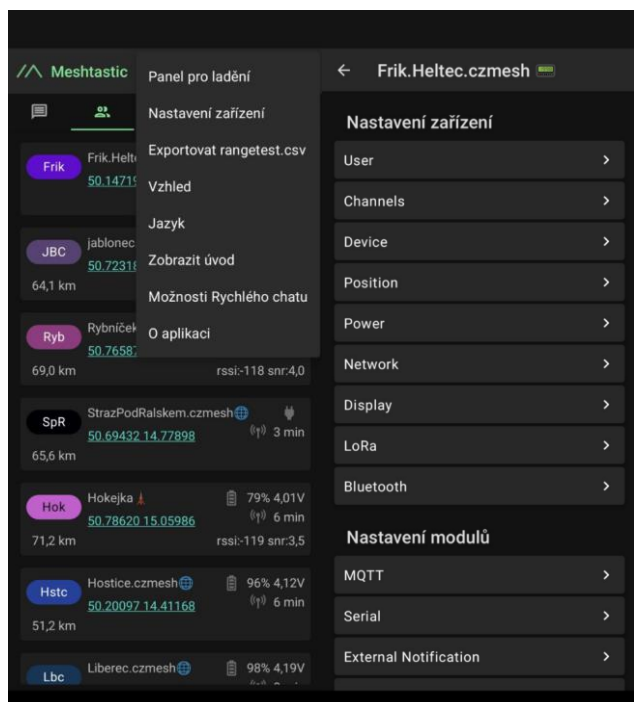 Meshtastic
Frik
Frik.Helt
50.1471
JBC
jablonec
50.7231
64,1 km
Ryb
Rybníček
50.7658
69,0 km
rssi:-118 snr:4,0
SpR
StrazPodRalskem.czmesh
50.69432 14.77898
3 min
65,6 km
Hok
Hokejka
79% 4,01V
50.78620 15.05986
6 min
71,2 km
rssi:-119 snr:3,5
Hstc
Hostice.czmesh
96% 4,12V
50.20097 14.41168
6 min
51,2 km
Lbc
Liberec.czmesh
98% 4,19V
Panel pro ladění
Nastavení zařízení
Exportovat rangetest.csv
Vzhled
Jazyk
Zobrazit úvod
Možnosti Rychlého chatu
O aplikaci
Frik.Heltec.czmesh
Nastavení zařízení
User
Channels
Device
Position
Power
Network
Display
LoRa
Bluetooth
Nastavení modulů
MQTT
Serial
External Notification